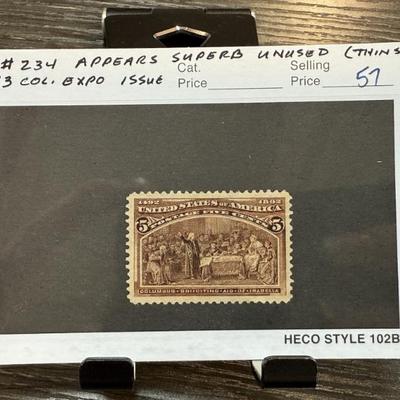 #234 APPEARS SUPERB UNUSED (THINS
3 COL. EXPO ISSUE
Cat. Price
Selling Price 57
1492 1892
UNITED STATES OF AMERICA
POSTAGE FIVE CENTS
5 5
COLUMBUS SOLICITING AID OF ISABELLA
HECO STYLE 102B